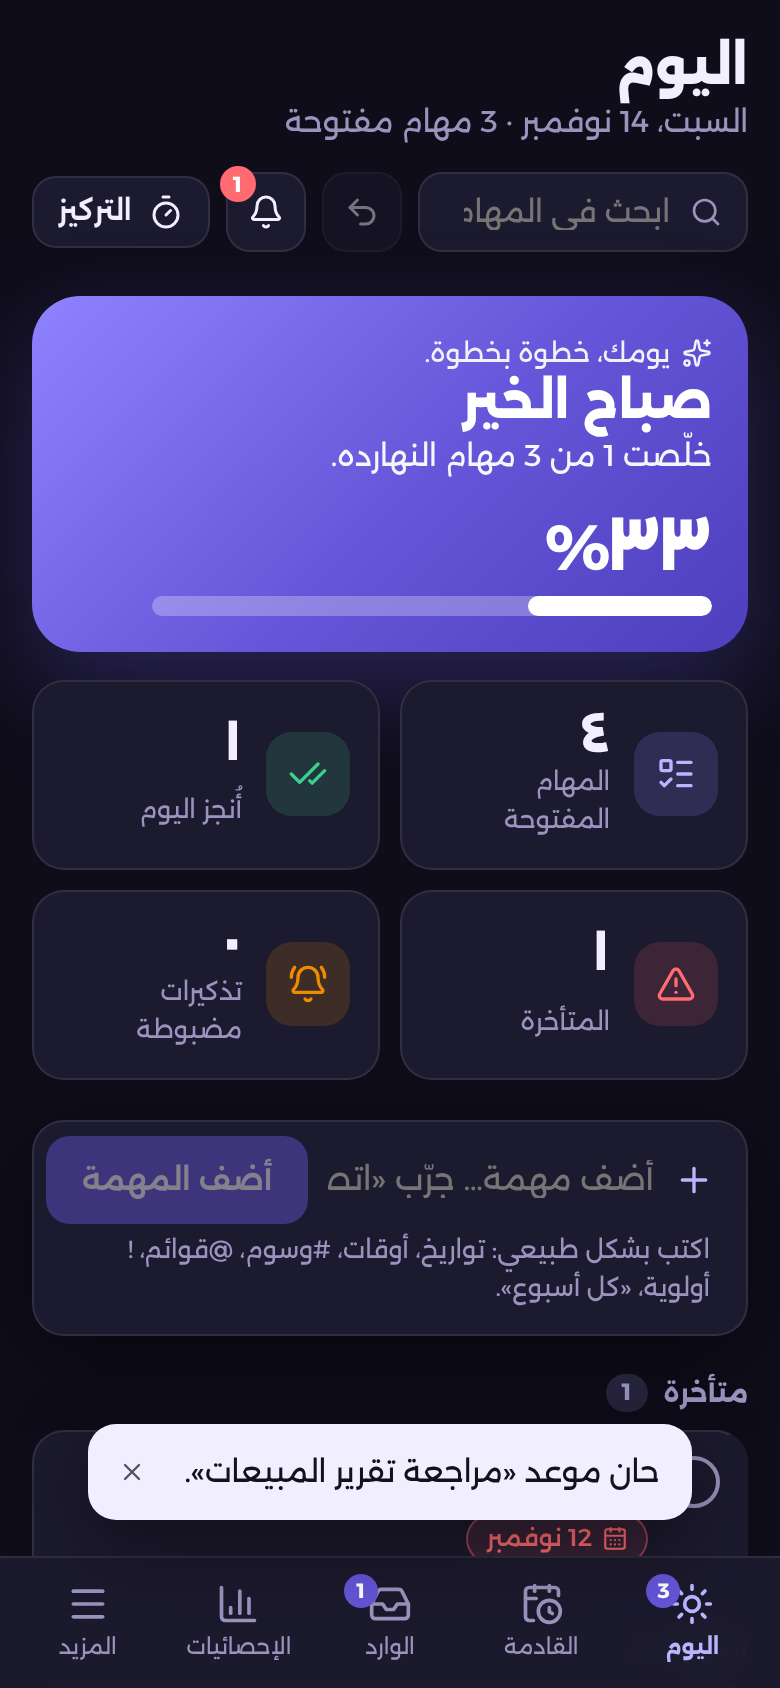 اليوم
السبت، 14 نوفمبر · 3 مهام مفتوحة
ابحث في المهام
1
التركيز
يومك، خطوة بخطوة.
صباح الخير
خلّصت 1 من 3 مهام النهارده.
٣٣%
٤
المهام
المفتوحة
١
أُنجز اليوم
١
المتأخرة
٠
تذكيرات
مضبوطة
أضف مهمة... جرّب «اتص
أضف المهمة
اكتب بشكل طبيعي: تواريخ، أوقات، #وسوم، @قوائم، !
أولوية، «كل أسبوع».
متأخرة 1
حان موعد «مراجعة تقرير المبيعات».
12 نوفمبر
3
اليوم
القادمة
1
الوارد
الإحصائيات
المزيد